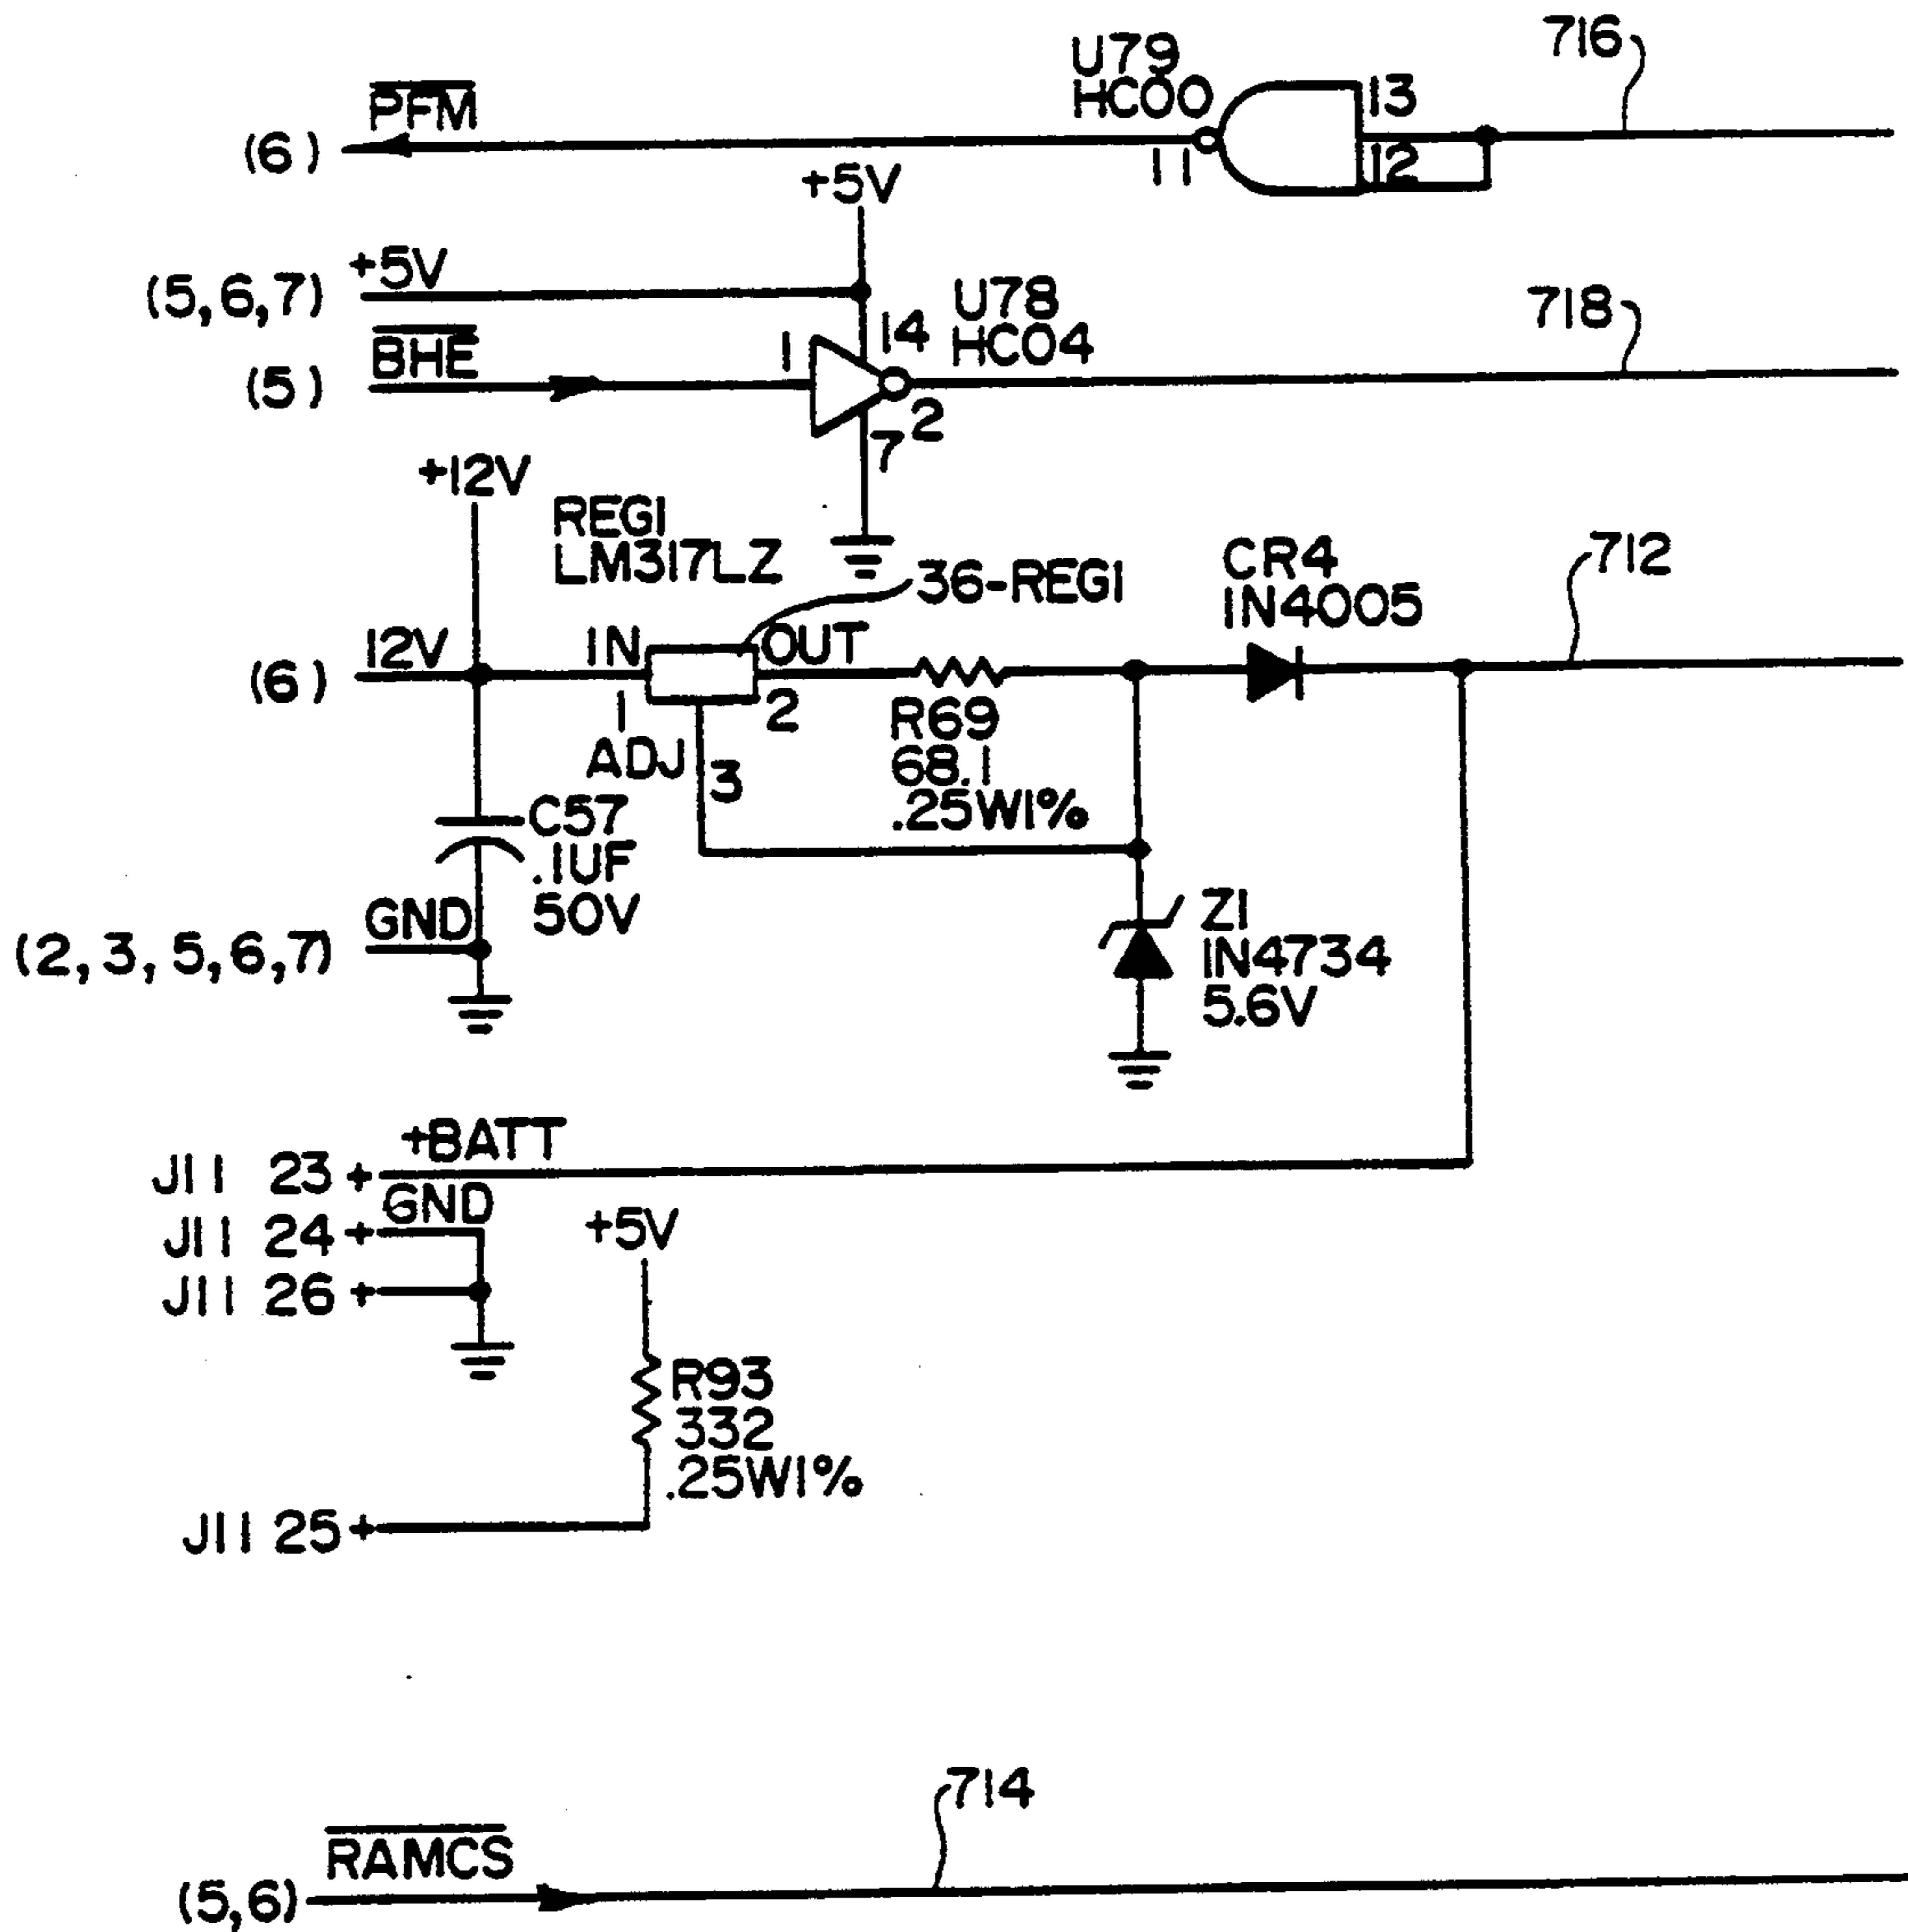 716
U79
HC00
13
12
11
PFM
(6)
+5V
+5V
(5,6,7)
U78
HC04
14
1
2
7
718
BHE
(5)
+12V
REG1
LM317LZ
36-REG1
CR4
1N4005
712
12V
(6)
IN
OUT
1
2
ADJ
3
R69
68.1
.25W1%
C57
.1UF
50V
GND
(2,3,5,6,7)
Z1
1N4734
5.6V
+BATT
J11 23
GND
J11 24
J11 26
+5V
R93
332
.25W1%
J11 25
714
RAMCS
(5,6)